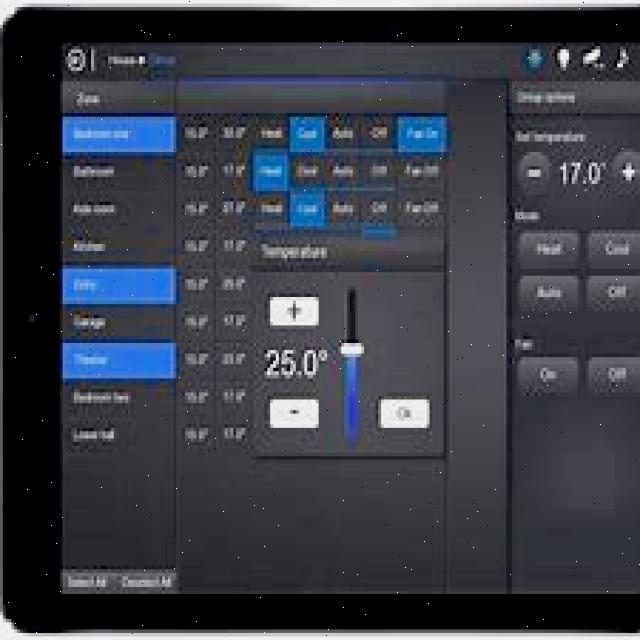 House
Zone
Group options
Bedroom one 15.0° 30.0° Heat Cool Auto Off Fan On
Set temperature
Bathroom 15.0° 17.0° Heat Cool Auto Off Fan Off
- 17.0° +
Kids room 15.0° 27.0° Heat Cool Auto Off Fan Off
Mode
Kitchen 15.0° 17.0°
Temperature
Heat Cool
Entry 15.0° 25.0°
Auto Off
+
Garage 15.0° 17.0°
Fan
Theatre 15.0° 22.0°
25.0°
On Off
Bedroom two 15.0° 17.0°
- Ok
Lower hall 15.0° 17.0°
Select All Deselect All